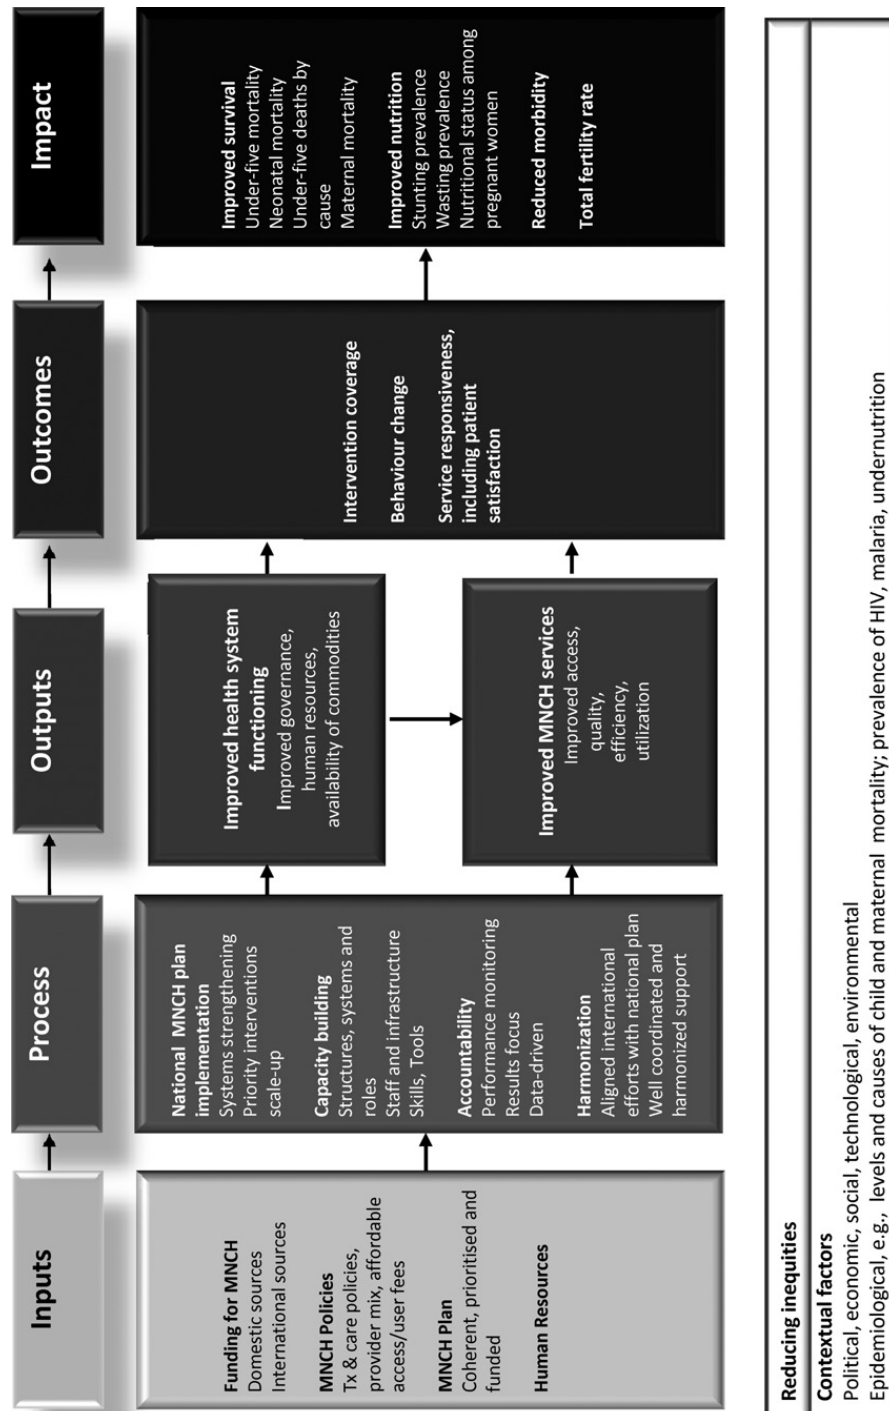 Inputs
Process
Outputs
Outcomes
Impact
Funding for MNCH
Domestic sources
International sources
MNCH Policies
Tx & care policies,
provider mix, affordable
access/user fees
MNCH Plan
Coherent, prioritised and
funded
Human Resources
National MNCH plan
implementation
Systems strengthening
Priority interventions
scale-up
Capacity building
Structures, systems and
roles
Staff and infrastructure
Skills, Tools
Accountability
Performance monitoring
Results focus
Data-driven
Harmonization
Aligned international
efforts with national plan
Well coordinated and
harmonized support
Improved health system
functioning
Improved governance,
human resources,
availability of commodities
Improved MNCH services
Improved access,
quality,
efficiency,
utilization
Intervention coverage
Behaviour change
Service responsiveness,
including patient
satisfaction
Improved survival
Under-five mortality
Neonatal mortality
Under-five deaths by
cause
Maternal mortality
Improved nutrition
Stunting prevalence
Wasting prevalence
Nutritional status among
pregnant women
Reduced morbidity
Total fertility rate
Reducing inequities
Contextual factors
Political, economic, social, technological, environmental
Epidemiological, e.g., levels and causes of child and maternal mortality; prevalence of HIV, malaria, undernutrition